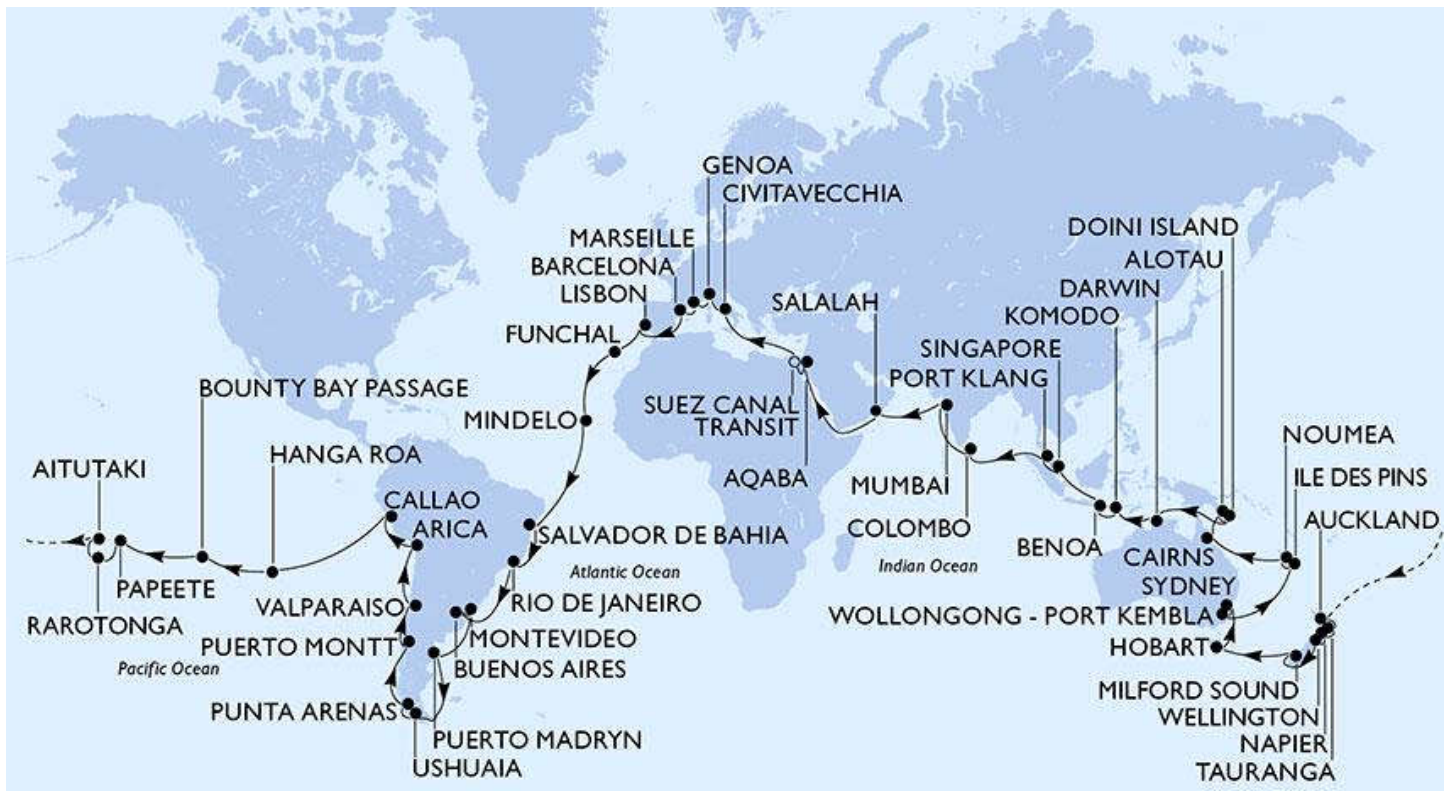 GENOA
CIVITAVECCHIA
MARSEILLE
BARCELONA
LISBON
FUNCHAL
MINDELO
SALALAH
SUEZ CANAL
TRANSIT
AQABA
DOINI ISLAND
ALOTAU
DARWIN
KOMODO
SINGAPORE
PORT KLANG
MUMBAI
COLOMBO
Indian Ocean
BENOA
CAIRNS
SYDNEY
WOLLONGONG - PORT KEMBLA
HOBART
NOUMEA
ILE DES PINS
AUCKLAND
MILFORD SOUND
WELLINGTON
NAPIER
TAURANGA
BOUNTY BAY PASSAGE
HANGA ROA
AITUTAKI
PAPEETE
RAROTONGA
Pacific Ocean
CALLAO
ARICA
VALPARAISO
PUERTO MONTT
PUNTA ARENAS
SALVADOR DE BAHIA
Atlantic Ocean
RIO DE JANEIRO
MONTEVIDEO
BUENOS AIRES
PUERTO MADRYN
USHUAIA